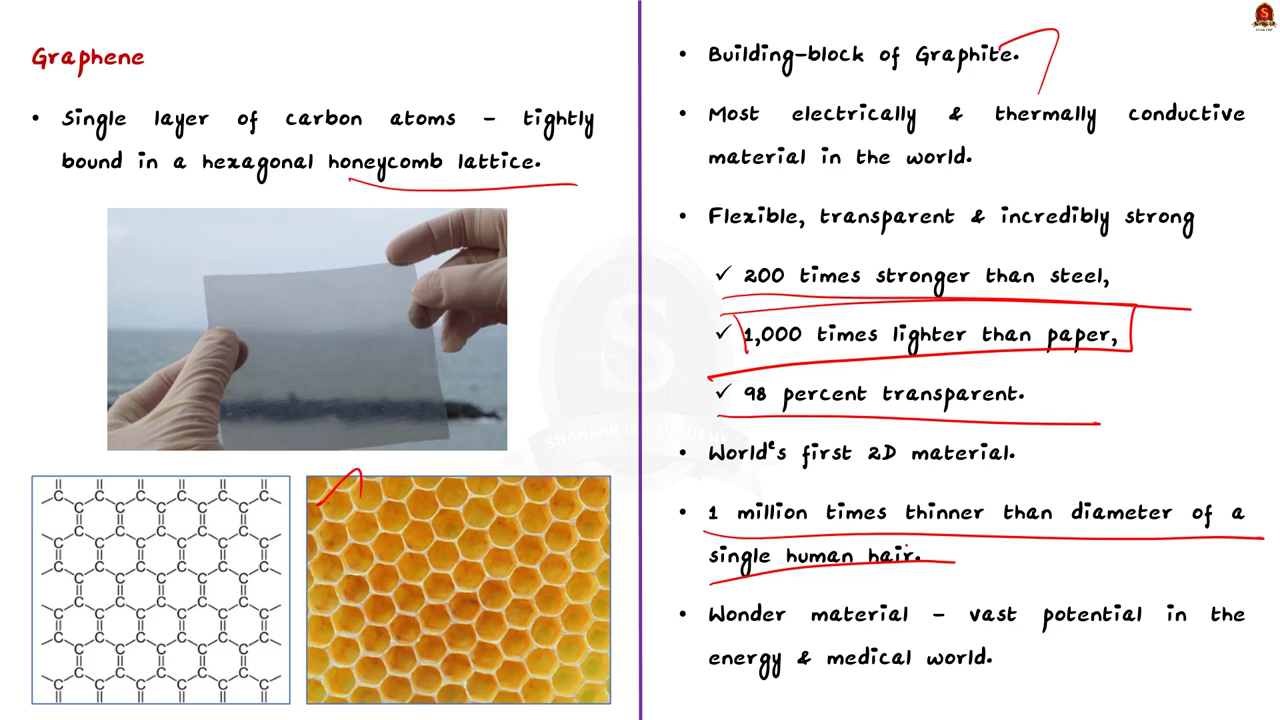 Graphene
• Single layer of carbon atoms – tightly
bound in a hexagonal honeycomb lattice.
• Building-block of Graphite.
• Most electrically & thermally conductive
material in the world.
• Flexible, transparent & incredibly strong
✓ 200 times stronger than steel,
✓ 1,000 times lighter than paper,
✓ 98 percent transparent.
• World's first 2D material.
• 1 million times thinner than diameter of a
single human hair.
• Wonder material – vast potential in the
energy & medical world.
SHANKAR IAS ACADEMY
S